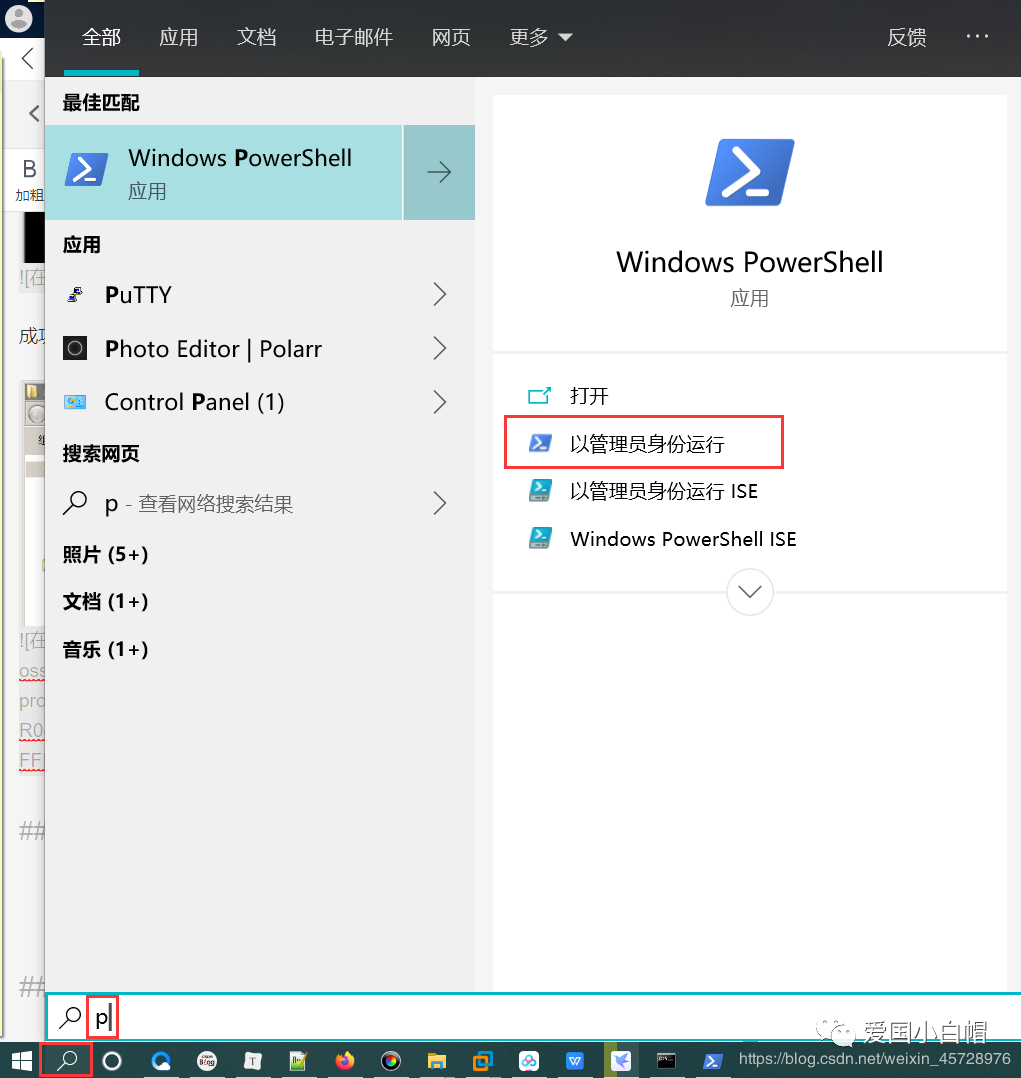 全部 应用 文档 电子邮件 网页 更多 反馈 ···
最佳匹配
Windows PowerShell
应用
应用
PuTTY
Photo Editor | Polarr
Control Panel (1)
搜索网页
p - 查看网络搜索结果
照片 (5+)
文档 (1+)
音乐 (1+)
Windows PowerShell
应用
打开
以管理员身份运行
以管理员身份运行 ISE
Windows PowerShell ISE
B
加粗
![在
成功
![在
oss
pro
R0
FF
##
##
p
爱国小白帽
https://blog.csdn.net/weixin_45728976